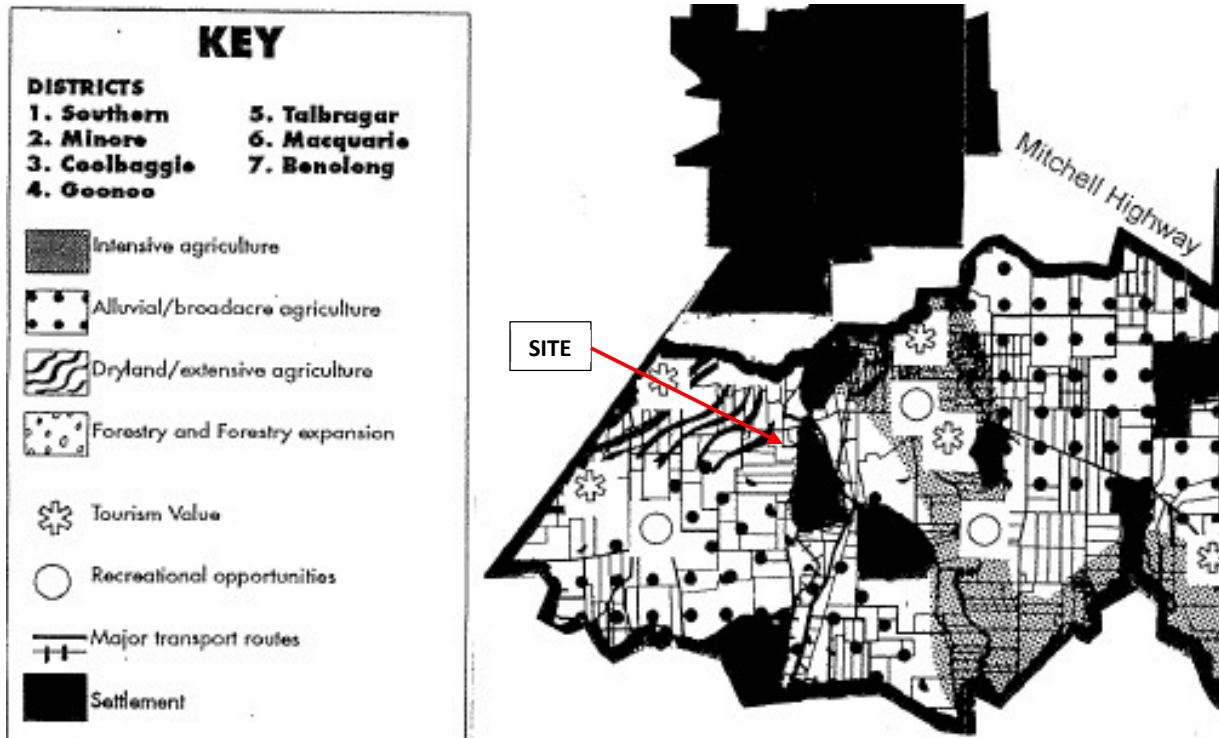 KEY
DISTRICTS
1. Southern 5. Talbragar
2. Minore 6. Macquarie
3. Coolbaggie 7. Benolong
4. Goonoo
Intensive agriculture
Alluvial/broadacre agriculture
Dryland/extensive agriculture
Forestry and Forestry expansion
Tourism Value
Recreational opportunities
Major transport routes
Settlement
Mitchell Highway
SITE